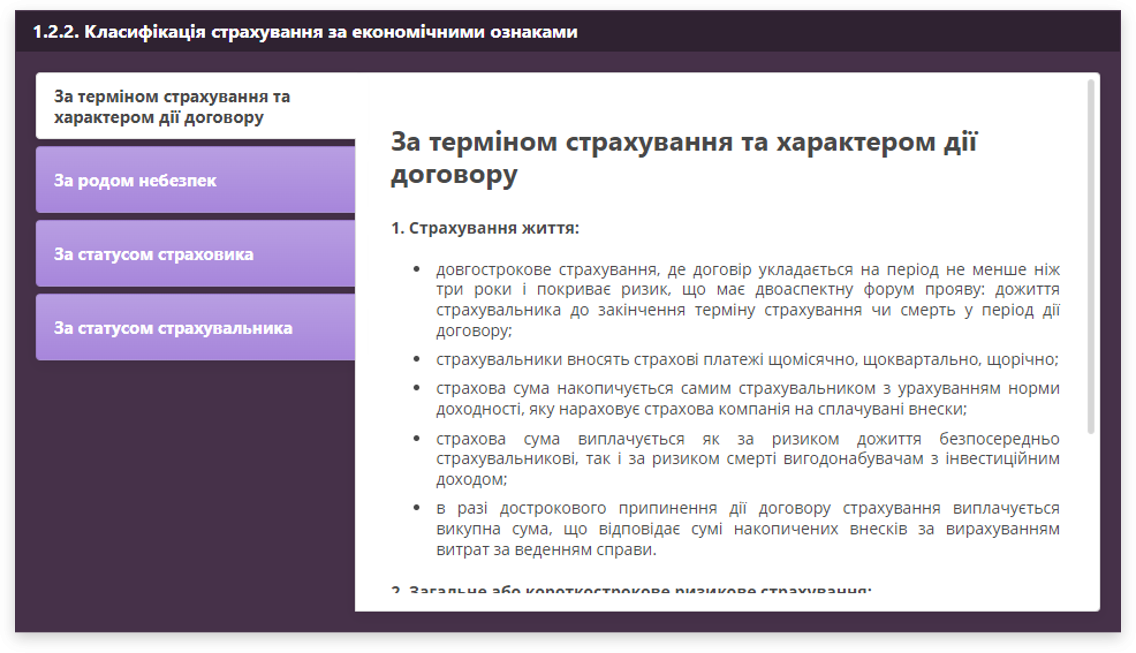 1.2.2. Класифікація страхування за економічними ознаками
За терміном страхування та
характером дії договору
За родом небезпек
За статусом страховика
За статусом страхувальника
За терміном страхування та характером дії
договору
1. Страхування життя:
• довгострокове страхування, де договір укладається на період не менше ніж
три роки і покриває ризик, що має двоаспектну форум прояву: дожиття
страхувальника до закінчення терміну страхування чи смерть у період дії
договору;
• страхувальники вносять страхові платежі щомісячно, щоквартально, щорічно;
• страхова сума накопичується самим страхувальником з урахуванням норми
доходності, яку нараховує страхова компанія на сплачувані внески;
• страхова сума виплачується як за ризиком дожиття безпосередньо
страхувальникові, так і за ризиком смерті вигодонабувачам з інвестиційним
доходом;
• в разі дострокового припинення дії договору страхування виплачується
викупна сума, що відповідає сумі накопичених внесків за вирахуванням
витрат за веденням справи.
2. Загальне або короткострокове ризикове страхування: